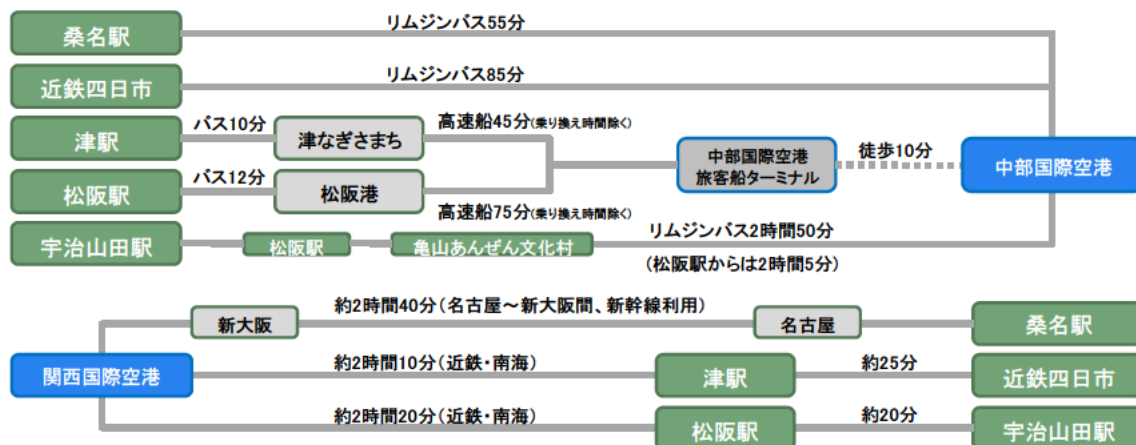 桑名駅
リムジンバス55分
近鉄四日市
リムジンバス85分
津駅
バス10分
津なぎさまち
高速船45分(乗り換え時間除く)
中部国際空港
旅客船ターミナル
徒歩10分
中部国際空港
松阪駅
バス12分
松阪港
高速船75分(乗り換え時間除く)
宇治山田駅
松阪駅
亀山あんぜん文化村
リムジンバス2時間50分
(松阪駅からは2時間5分)
約2時間40分(名古屋～新大阪間、新幹線利用)
新大阪
名古屋
桑名駅
関西国際空港
約2時間10分(近鉄・南海)
津駅
約25分
近鉄四日市
約2時間20分(近鉄・南海)
松阪駅
約20分
宇治山田駅